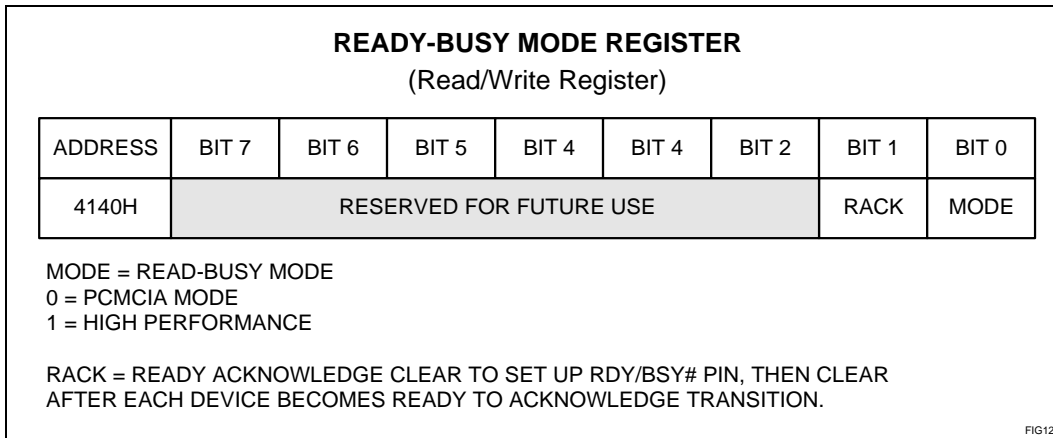 READY-BUSY MODE REGISTER
(Read/Write Register)
ADDRESS BIT 7 BIT 6 BIT 5 BIT 4 BIT 4 BIT 2 BIT 1 BIT 0
4140H RESERVED FOR FUTURE USE RACK MODE
MODE = READ-BUSY MODE
0 = PCMCIA MODE
1 = HIGH PERFORMANCE
RACK = READY ACKNOWLEDGE CLEAR TO SET UP RDY/BSY# PIN, THEN CLEAR
AFTER EACH DEVICE BECOMES READY TO ACKNOWLEDGE TRANSITION.
FIG12